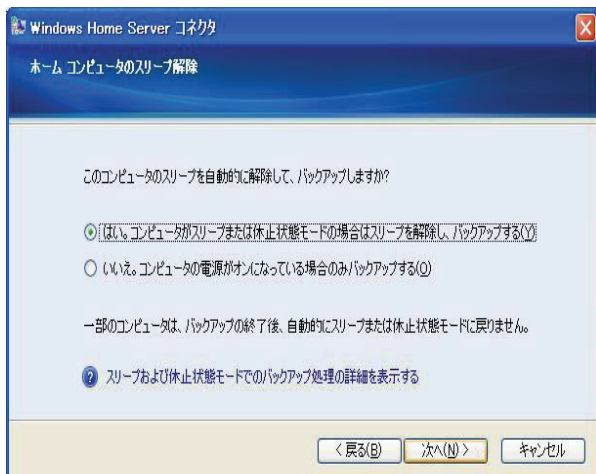 Windows Home Server コネクタ
ホーム コンピュータのスリープ解除
このコンピュータのスリープを自動的に解除して、バックアップしますか?
はい。コンピュータがスリープまたは休止状態モードの場合はスリープを解除し、バックアップする(Y)
いいえ。コンピュータの電源がオンになっている場合のみバックアップする(O)
一部のコンピュータは、バックアップの終了後、自動的にスリープまたは休止状態モードに戻りません。
スリープおよび休止状態モードでのバックアップ処理の詳細を表示する
< 戻る(B) 次へ(N) > キャンセル